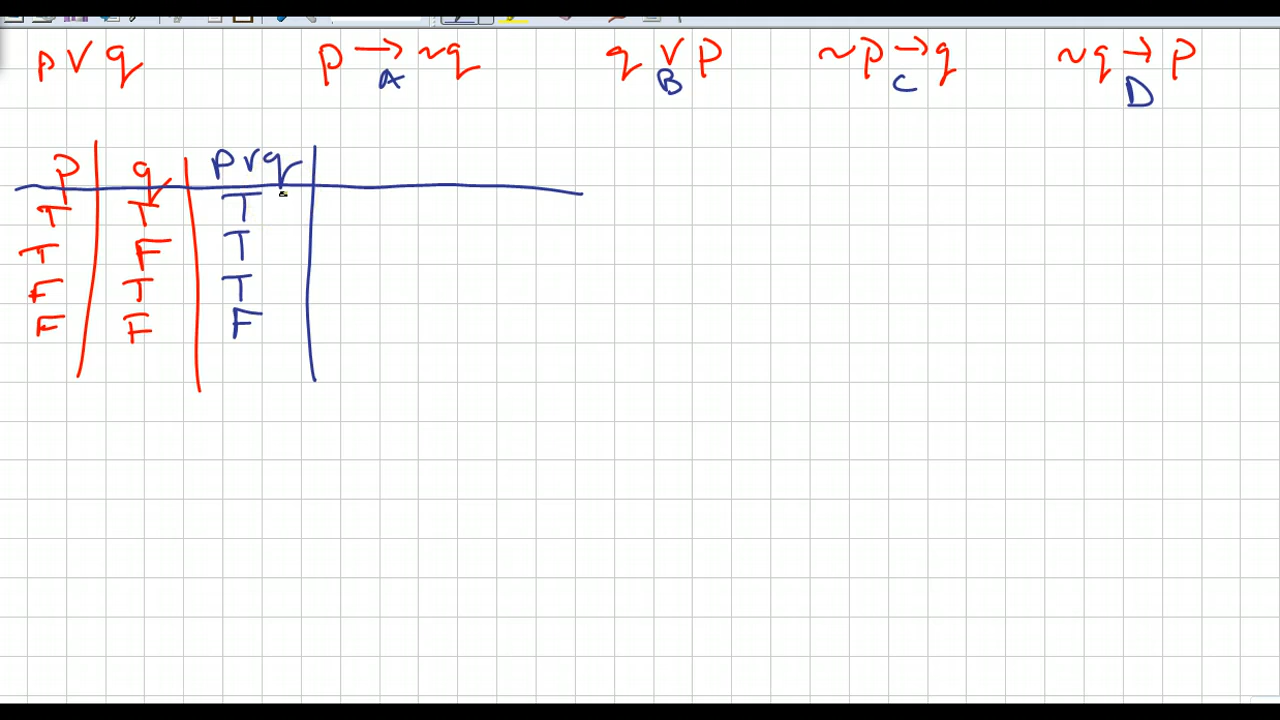 p ∨ q p → ~q q ∨ p ~p → q ~q → p
A B C D
p q p ∨ q
T T T
T F T
F T T
F F F